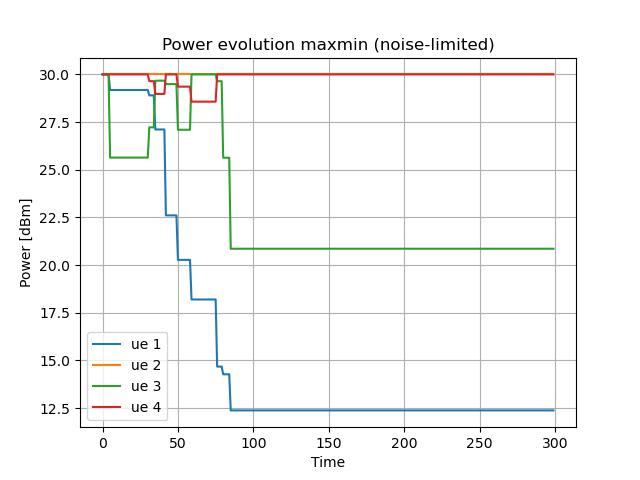 Power evolution maxmin (noise-limited)
30.0
27.5
25.0
22.5
20.0
17.5
15.0
12.5
Power [dBm]
ue 1
ue 2
ue 3
ue 4
0 50 100 150 200 250 300
Time